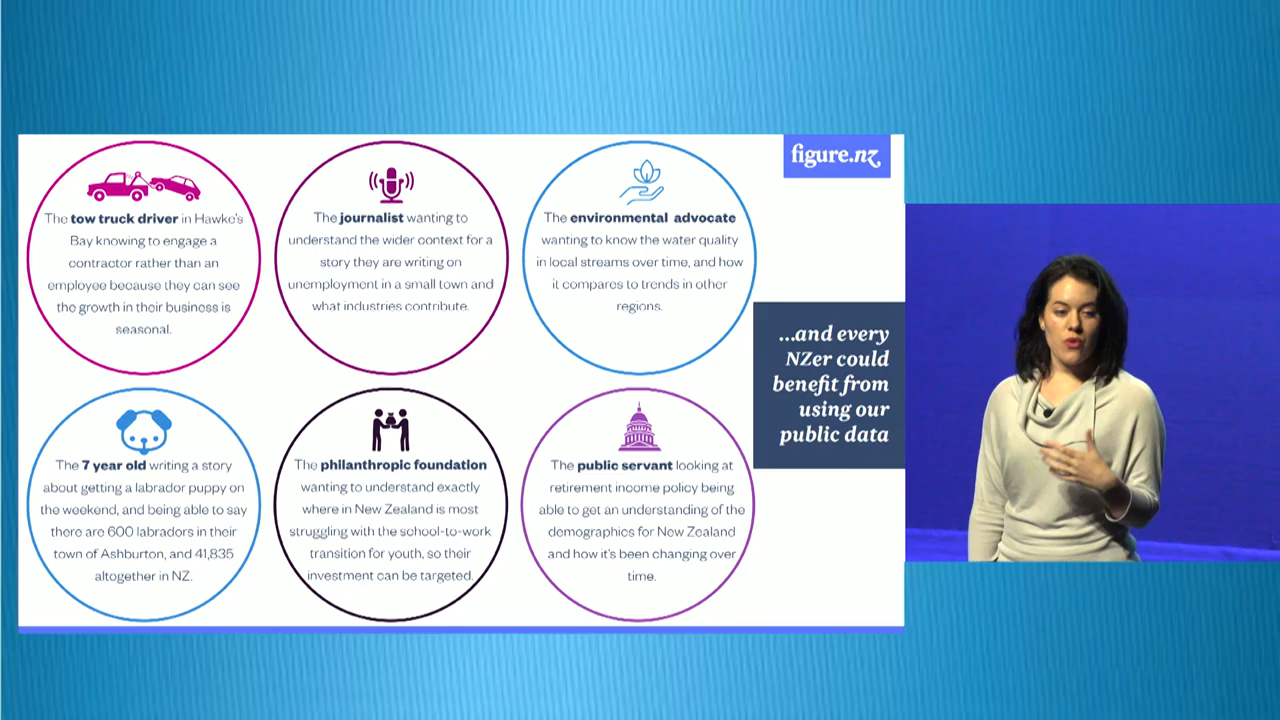 figure.nz
The tow truck driver in Hawke's
Bay knowing to engage a
contractor rather than an
employee because they can see
the growth in their business is
seasonal.
The journalist wanting to
understand the wider context for a
story they are writing on
unemployment in a small town and
what industries contribute.
The environmental advocate
wanting to know the water quality
in local streams over time, and how
it compares to trends in other
regions.
...and every
NZer could
benefit from
using our
public data
The 7 year old writing a story
about getting a labrador puppy on
the weekend, and being able to say
there are 600 labradors in their
town of Ashburton, and 41,835
altogether in NZ.
The philanthropic foundation
wanting to understand exactly
where in New Zealand is most
struggling with the school-to-work
transition for youth, so their
investment can be targeted.
The public servant looking at
retirement income policy being
able to get an understanding of the
demographics for New Zealand
and how it's been changing over
time.